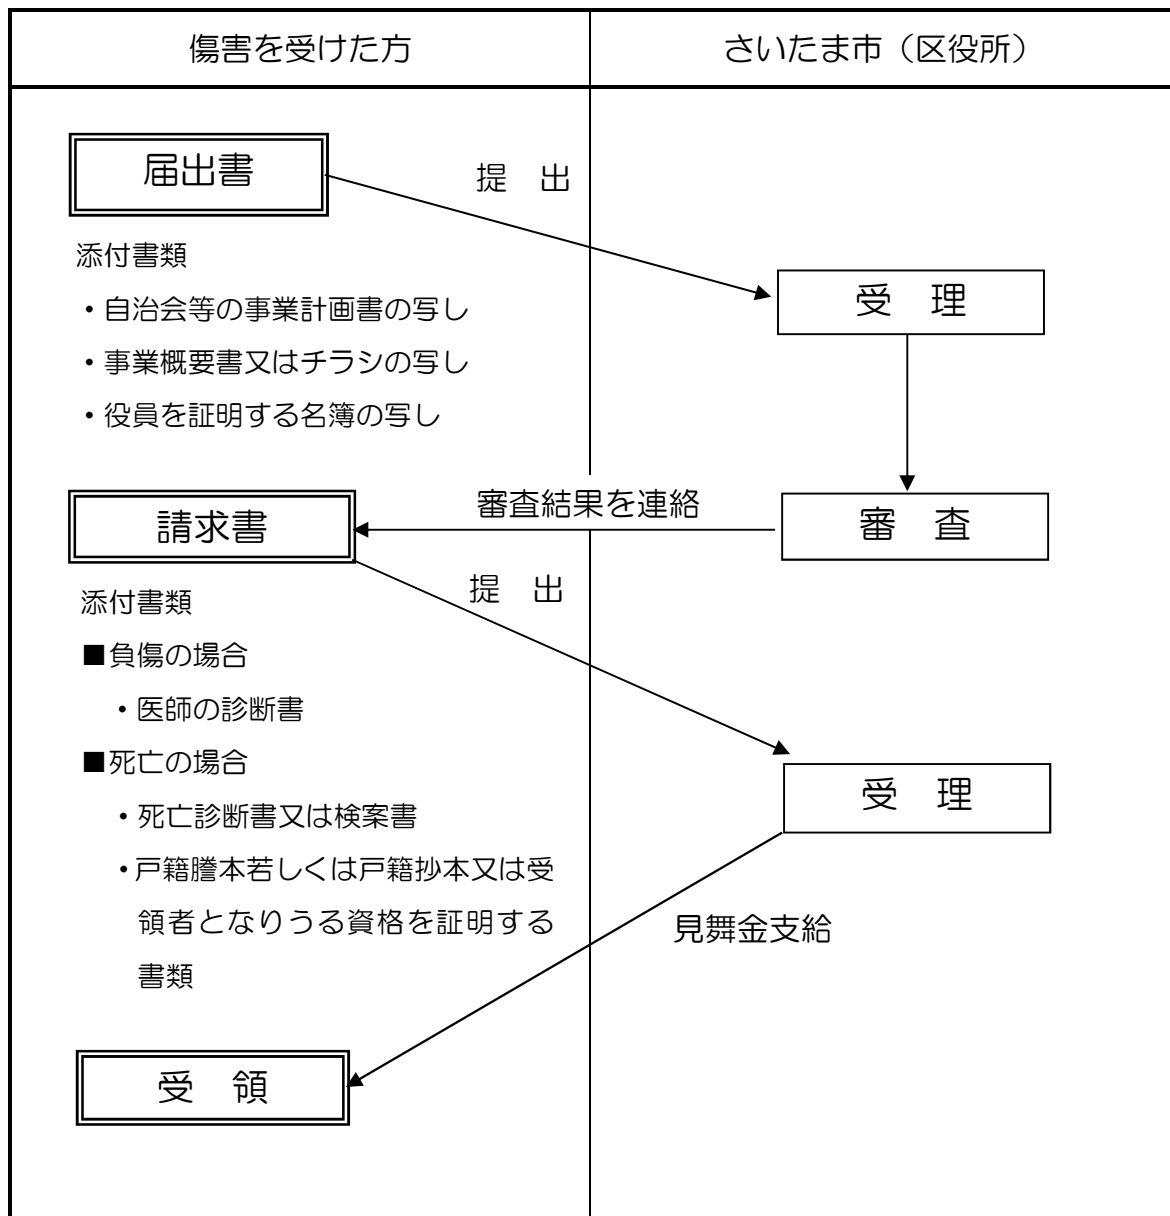 傷害を受けた方
さいたま市（区役所）
届出書
提　出
添付書類
・自治会等の事業計画書の写し
・事業概要書又はチラシの写し
・役員を証明する名簿の写し
受　理
審査結果を連絡
審　査
請求書
提　出
添付書類
■負傷の場合
・医師の診断書
■死亡の場合
・死亡診断書又は検案書
・戸籍謄本若しくは戸籍抄本又は受
領者となりうる資格を証明する
書類
受　理
見舞金支給
受　領